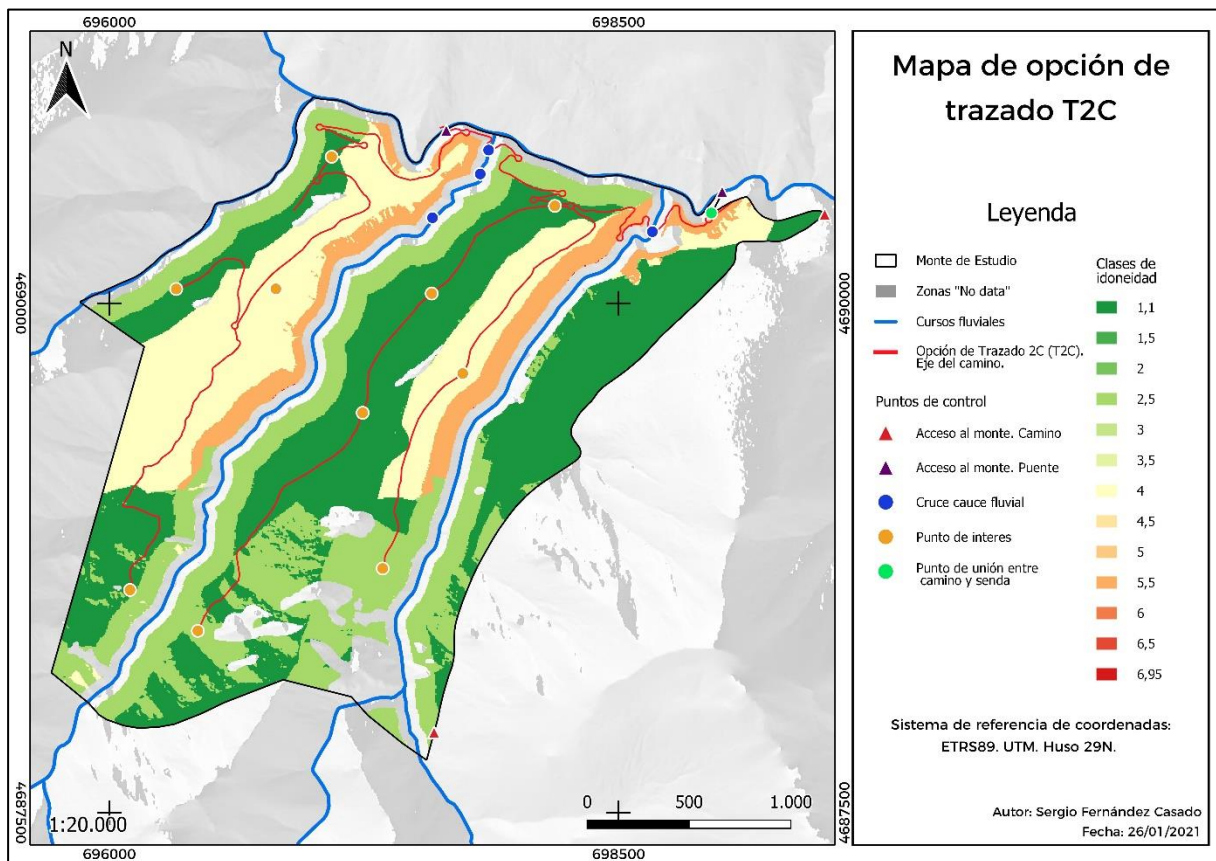 696000
698500
N
4690000
4690000
4687500
4687500
1:20.000
0
500
1.000
696000
698500
Mapa de opción de
trazado T2C
Leyenda
Monte de Estudio
Zonas "No data"
Cursos fluviales
Opción de Trazado 2C (T2C).
Eje del camino.
Puntos de control
Acceso al monte. Camino
Acceso al monte. Puente
Cruce cauce fluvial
Punto de interes
Punto de unión entre
camino y senda
Clases de
idoneidad
1,1
1,5
2
2,5
3
3,5
4
4,5
5
5,5
6
6,5
6,95
Sistema de referencia de coordenadas:
ETRS89. UTM. Huso 29N.
Autor: Sergio Fernández Casado
Fecha: 26/01/2021